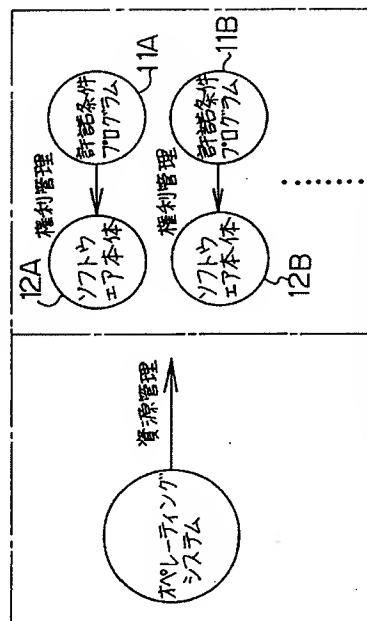 オペレーティング
システム
資源管理
12A
ソフトウ
ェア本体
権利管理
許諾条件
プログラム
11A
12B
ソフトウ
ェア本体
権利管理
許諾条件
プログラム
11B